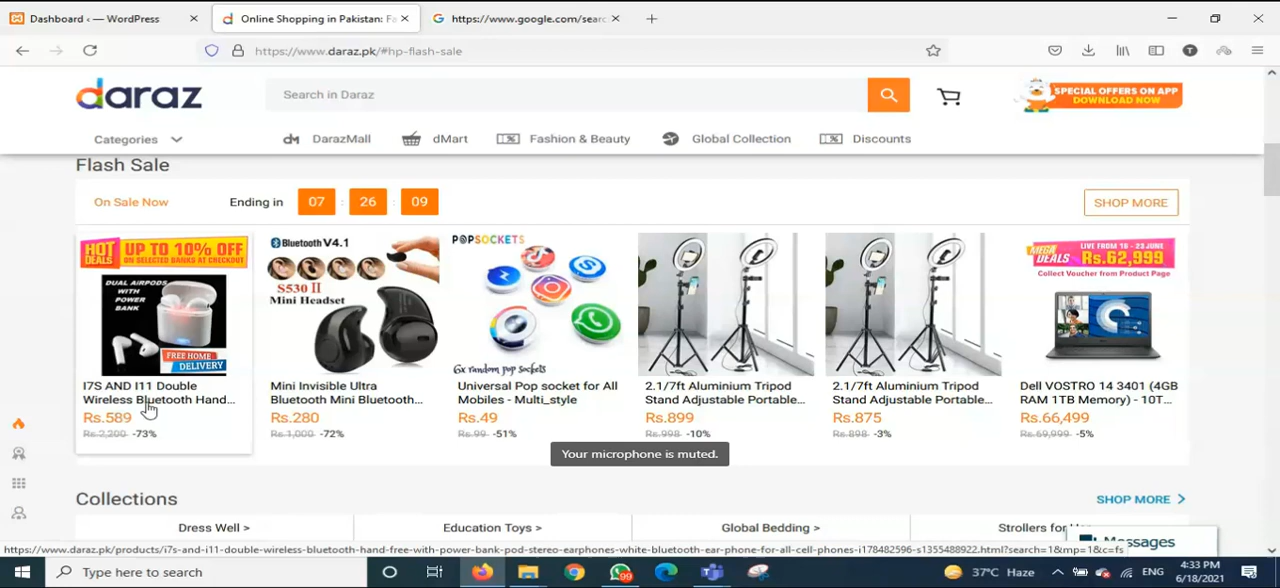 Dashboard ‹ — WordPress
Online Shopping in Pakistan: Fa
https://www.google.com/searc
https://www.daraz.pk/#hp-flash-sale
daraz
Search in Daraz
SPECIAL OFFERS ON APP
DOWNLOAD NOW
Categories
DarazMall
dMart
Fashion & Beauty
Global Collection
Discounts
Flash Sale
On Sale Now
Ending in
07 : 26 : 09
SHOP MORE
HOT DEALS
UP TO 10% OFF
ON SELECTED BANKS AT CHECKOUT
DUAL AIRPODS
WITH
POWER
BANK
FREE HOME
DELIVERY
I7S AND I11 Double
Wireless Bluetooth Hand...
Rs.589
Rs.2,200 -73%
Bluetooth V4.1
S530 II
Mini Headset
Mini Invisible Ultra
Bluetooth Mini Bluetooth...
Rs.280
Rs.1,000 -72%
POPSOCKETS
6x random pop sockets
Universal Pop socket for All
Mobiles - Multi_style
Rs.49
Rs.99 -51%
2.1/7ft Aluminium Tripod
Stand Adjustable Portable...
Rs.899
Rs.998 -10%
2.1/7ft Aluminium Tripod
Stand Adjustable Portable...
Rs.875
Rs.898 -3%
MEGA DEALS
LIVE FROM 16 - 23 JUNE
Rs.62,999
Collect Voucher from Product Page
Dell VOSTRO 14 3401 (4GB
RAM 1TB Memory) - 10T...
Rs.66,499
Rs.69,999 -5%
Your microphone is muted.
Collections
SHOP MORE
Dress Well >
Education Toys >
Global Bedding >
Strollers for
Messages
https://www.daraz.pk/products/i7s-and-i11-double-wireless-bluetooth-hand-free-with-power-bank-pod-stereo-earphones-white-bluetooth-ear-phone-for-all-cell-phones-i178482596-s1355488922.html?search=1&mp=1&c=fs
Type here to search
99
37°C Haze
ENG
4:33 PM
6/18/2021